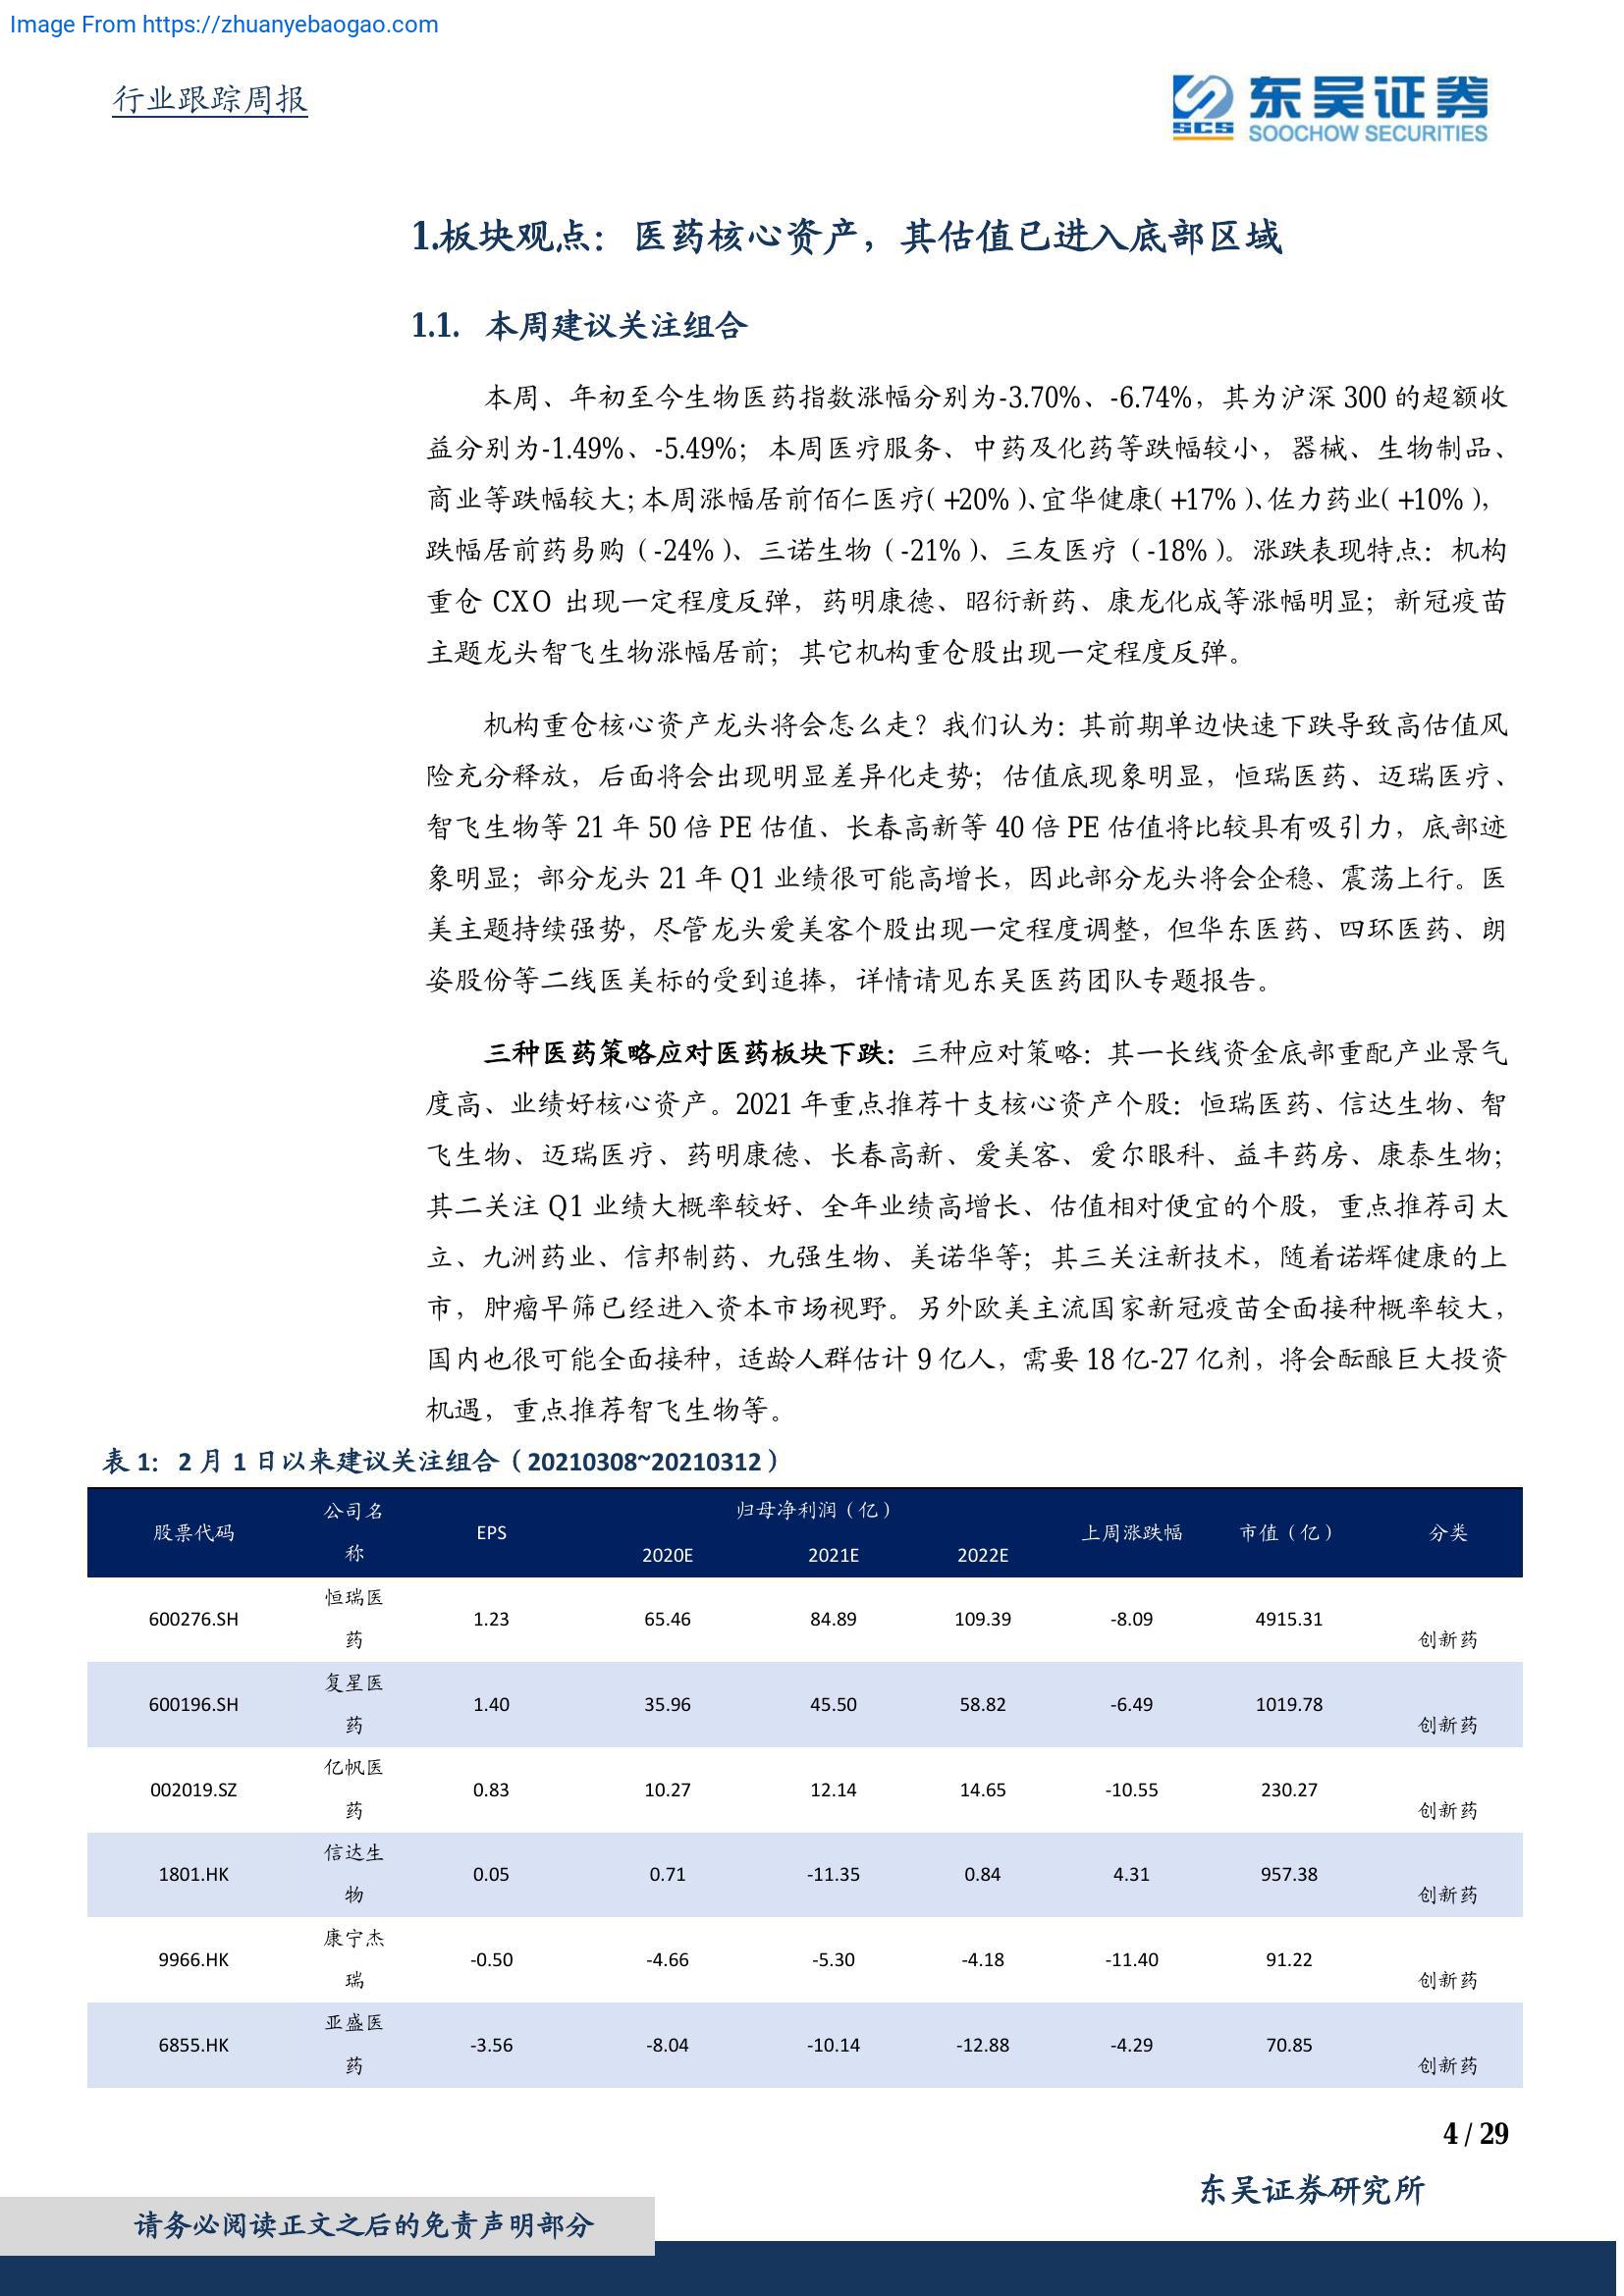 Image From https://zhuanyebaogao.com
行业跟踪周报
SCS 东吴证券
SOOCHOW SECURITIES
1.板块观点：医药核心资产，其估值已进入底部区域
1.1. 本周建议关注组合
本周、年初至今生物医药指数涨幅分别为-3.70%、-6.74%，其为沪深 300 的超额收
益分别为-1.49%、-5.49%；本周医疗服务、中药及化药等跌幅较小，器械、生物制品、
商业等跌幅较大；本周涨幅居前佰仁医疗（+20%）、宜华健康（+17%）、佐力药业（+10%），
跌幅居前药易购（-24%）、三诺生物（-21%）、三友医疗（-18%）。涨跌表现特点：机构
重仓 CXO 出现一定程度反弹，药明康德、昭衍新药、康龙化成等涨幅明显；新冠疫苗
主题龙头智飞生物涨幅居前；其它机构重仓股出现一定程度反弹。
机构重仓核心资产龙头将会怎么走？我们认为：其前期单边快速下跌导致高估值风
险充分释放，后面将会出现明显差异化走势；估值底现象明显，恒瑞医药、迈瑞医疗、
智飞生物等 21 年 50 倍 PE 估值、长春高新等 40 倍 PE 估值将比较具有吸引力，底部迹
象明显；部分龙头 21 年 Q1 业绩很可能高增长，因此部分龙头将会企稳、震荡上行。医
美主题持续强势，尽管龙头爱美客个股出现一定程度调整，但华东医药、四环医药、朗
姿股份等二线医美标的受到追捧，详情请见东吴医药团队专题报告。
三种医药策略应对医药板块下跌：三种应对策略：其一长线资金底部重配产业景气
度高、业绩好核心资产。2021 年重点推荐十支核心资产个股：恒瑞医药、信达生物、智
飞生物、迈瑞医疗、药明康德、长春高新、爱美客、爱尔眼科、益丰药房、康泰生物；
其二关注 Q1 业绩大概率较好、全年业绩高增长、估值相对便宜的个股，重点推荐司太
立、九洲药业、信邦制药、九强生物、美诺华等；其三关注新技术，随着诺辉健康的上
市，肿瘤早筛已经进入资本市场视野。另外欧美主流国家新冠疫苗全面接种概率较大，
国内也很可能全面接种，适龄人群估计 9 亿人，需要 18 亿-27 亿剂，将会酝酿巨大投资
机遇，重点推荐智飞生物等。
表 1：2 月 1 日以来建议关注组合（20210308~20210312）
股票代码 公司名称 EPS 归母净利润（亿） 上周涨跌幅 市值（亿） 分类
2020E 2021E 2022E
600276.SH 恒瑞医药 1.23 65.46 84.89 109.39 -8.09 4915.31 创新药
600196.SH 复星医药 1.40 35.96 45.50 58.82 -6.49 1019.78 创新药
002019.SZ 亿帆医药 0.83 10.27 12.14 14.65 -10.55 230.27 创新药
1801.HK 信达生物 0.05 0.71 -11.35 0.84 4.31 957.38 创新药
9966.HK 康宁杰瑞 -0.50 -4.66 -5.30 -4.18 -11.40 91.22 创新药
6855.HK 亚盛医药 -3.56 -8.04 -10.14 -12.88 -4.29 70.85 创新药
4 / 29
东吴证券研究所
请务必阅读正文之后的免责声明部分